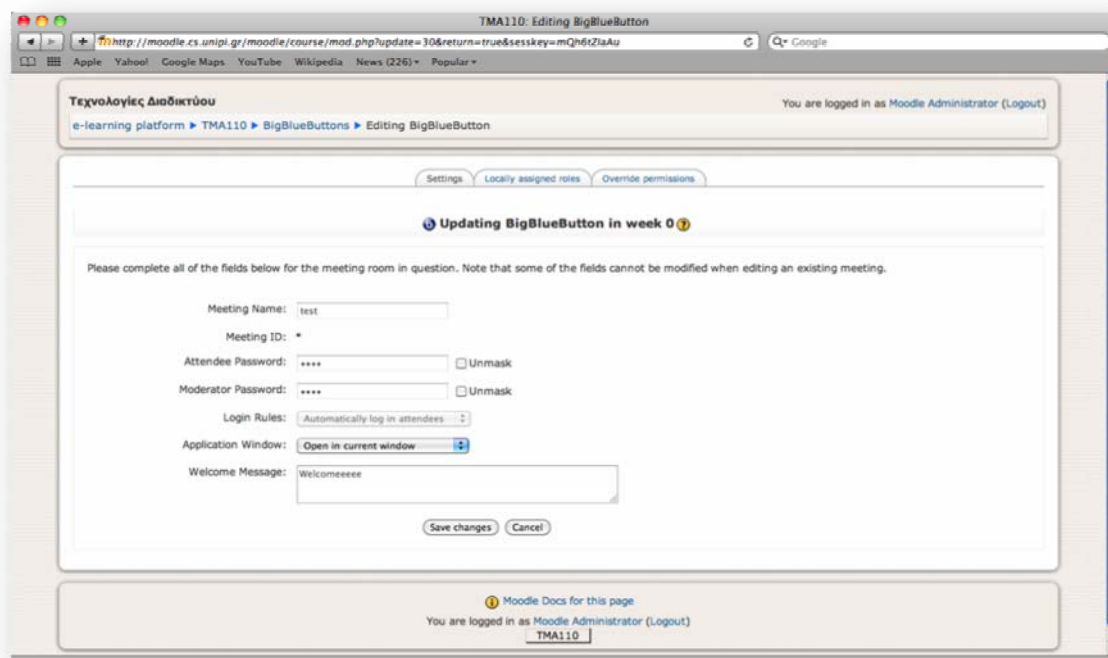 TMA110: Editing BigBlueButton
http://moodle.cs.unipi.gr/moodle/course/mod.php?update=30&return=true&sesskey=mQh6tZlaAu
Google
Apple Yahoo! Google Maps YouTube Wikipedia News (226) Popular
Τεχνολογίες Διαδικτύου
You are logged in as Moodle Administrator (Logout)
e-learning platform ► TMA110 ► BigBlueButtons ► Editing BigBlueButton
Settings Locally assigned roles Override permissions
Updating BigBlueButton in week 0
Please complete all of the fields below for the meeting room in question. Note that some of the fields cannot be modified when editing an existing meeting.
Meeting Name: test
Meeting ID: *
Attendee Password: •••• Unmask
Moderator Password: •••• Unmask
Login Rules: Automatically log in attendees
Application Window: Open in current window
Welcome Message: Welcomeeeee
Save changes Cancel
Moodle Docs for this page
You are logged in as Moodle Administrator (Logout)
TMA110